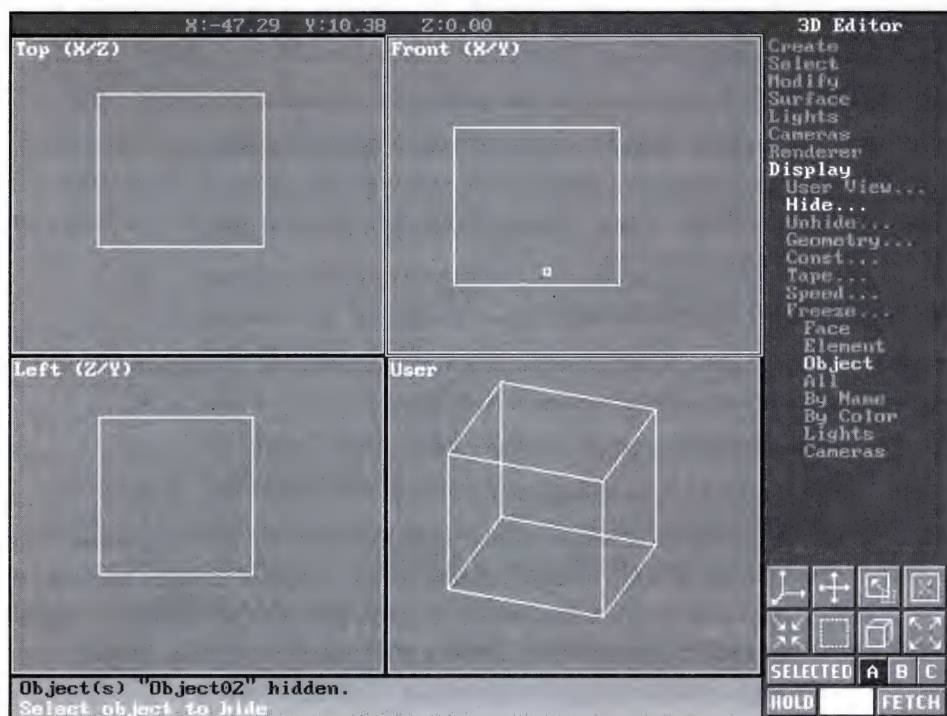 X:-47.29 Y:10.38 Z:0.00
3D Editor
Top (X/Z)
Front (X/Y)
Left (Z/Y)
User
Create
Select
Modify
Surface
Lights
Cameras
Renderer
Display
User View...
Hide...
Unhide...
Geometry...
Const...
Tape...
Speed...
Freeze...
Face
Element
Object
All
By Name
By Color
Lights
Cameras
SELECTED A B C
HOLD FETCH
Object(s) "Object02" hidden.
Select object to hide